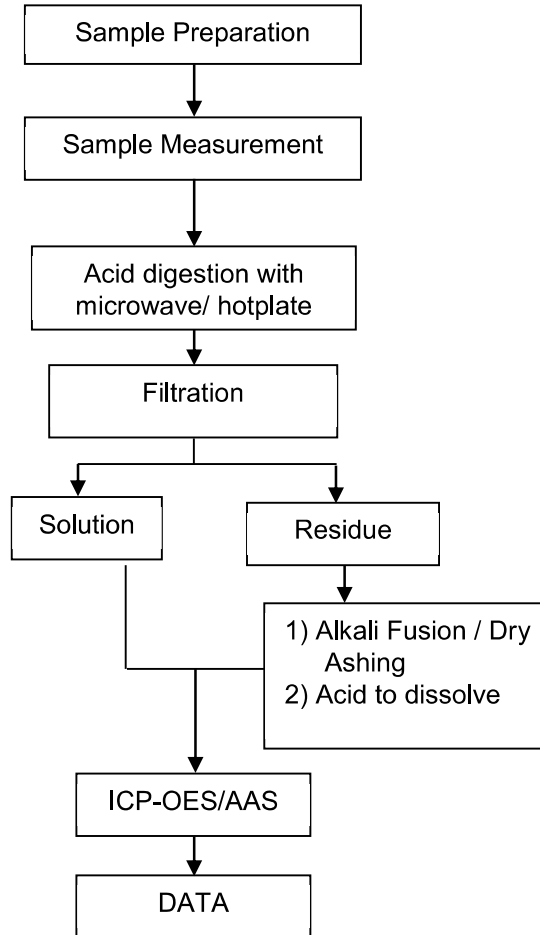 Sample Preparation
Sample Measurement
Acid digestion with
microwave/ hotplate
Filtration
Solution
Residue
1) Alkali Fusion / Dry
Ashing
2) Acid to dissolve
ICP-OES/AAS
DATA